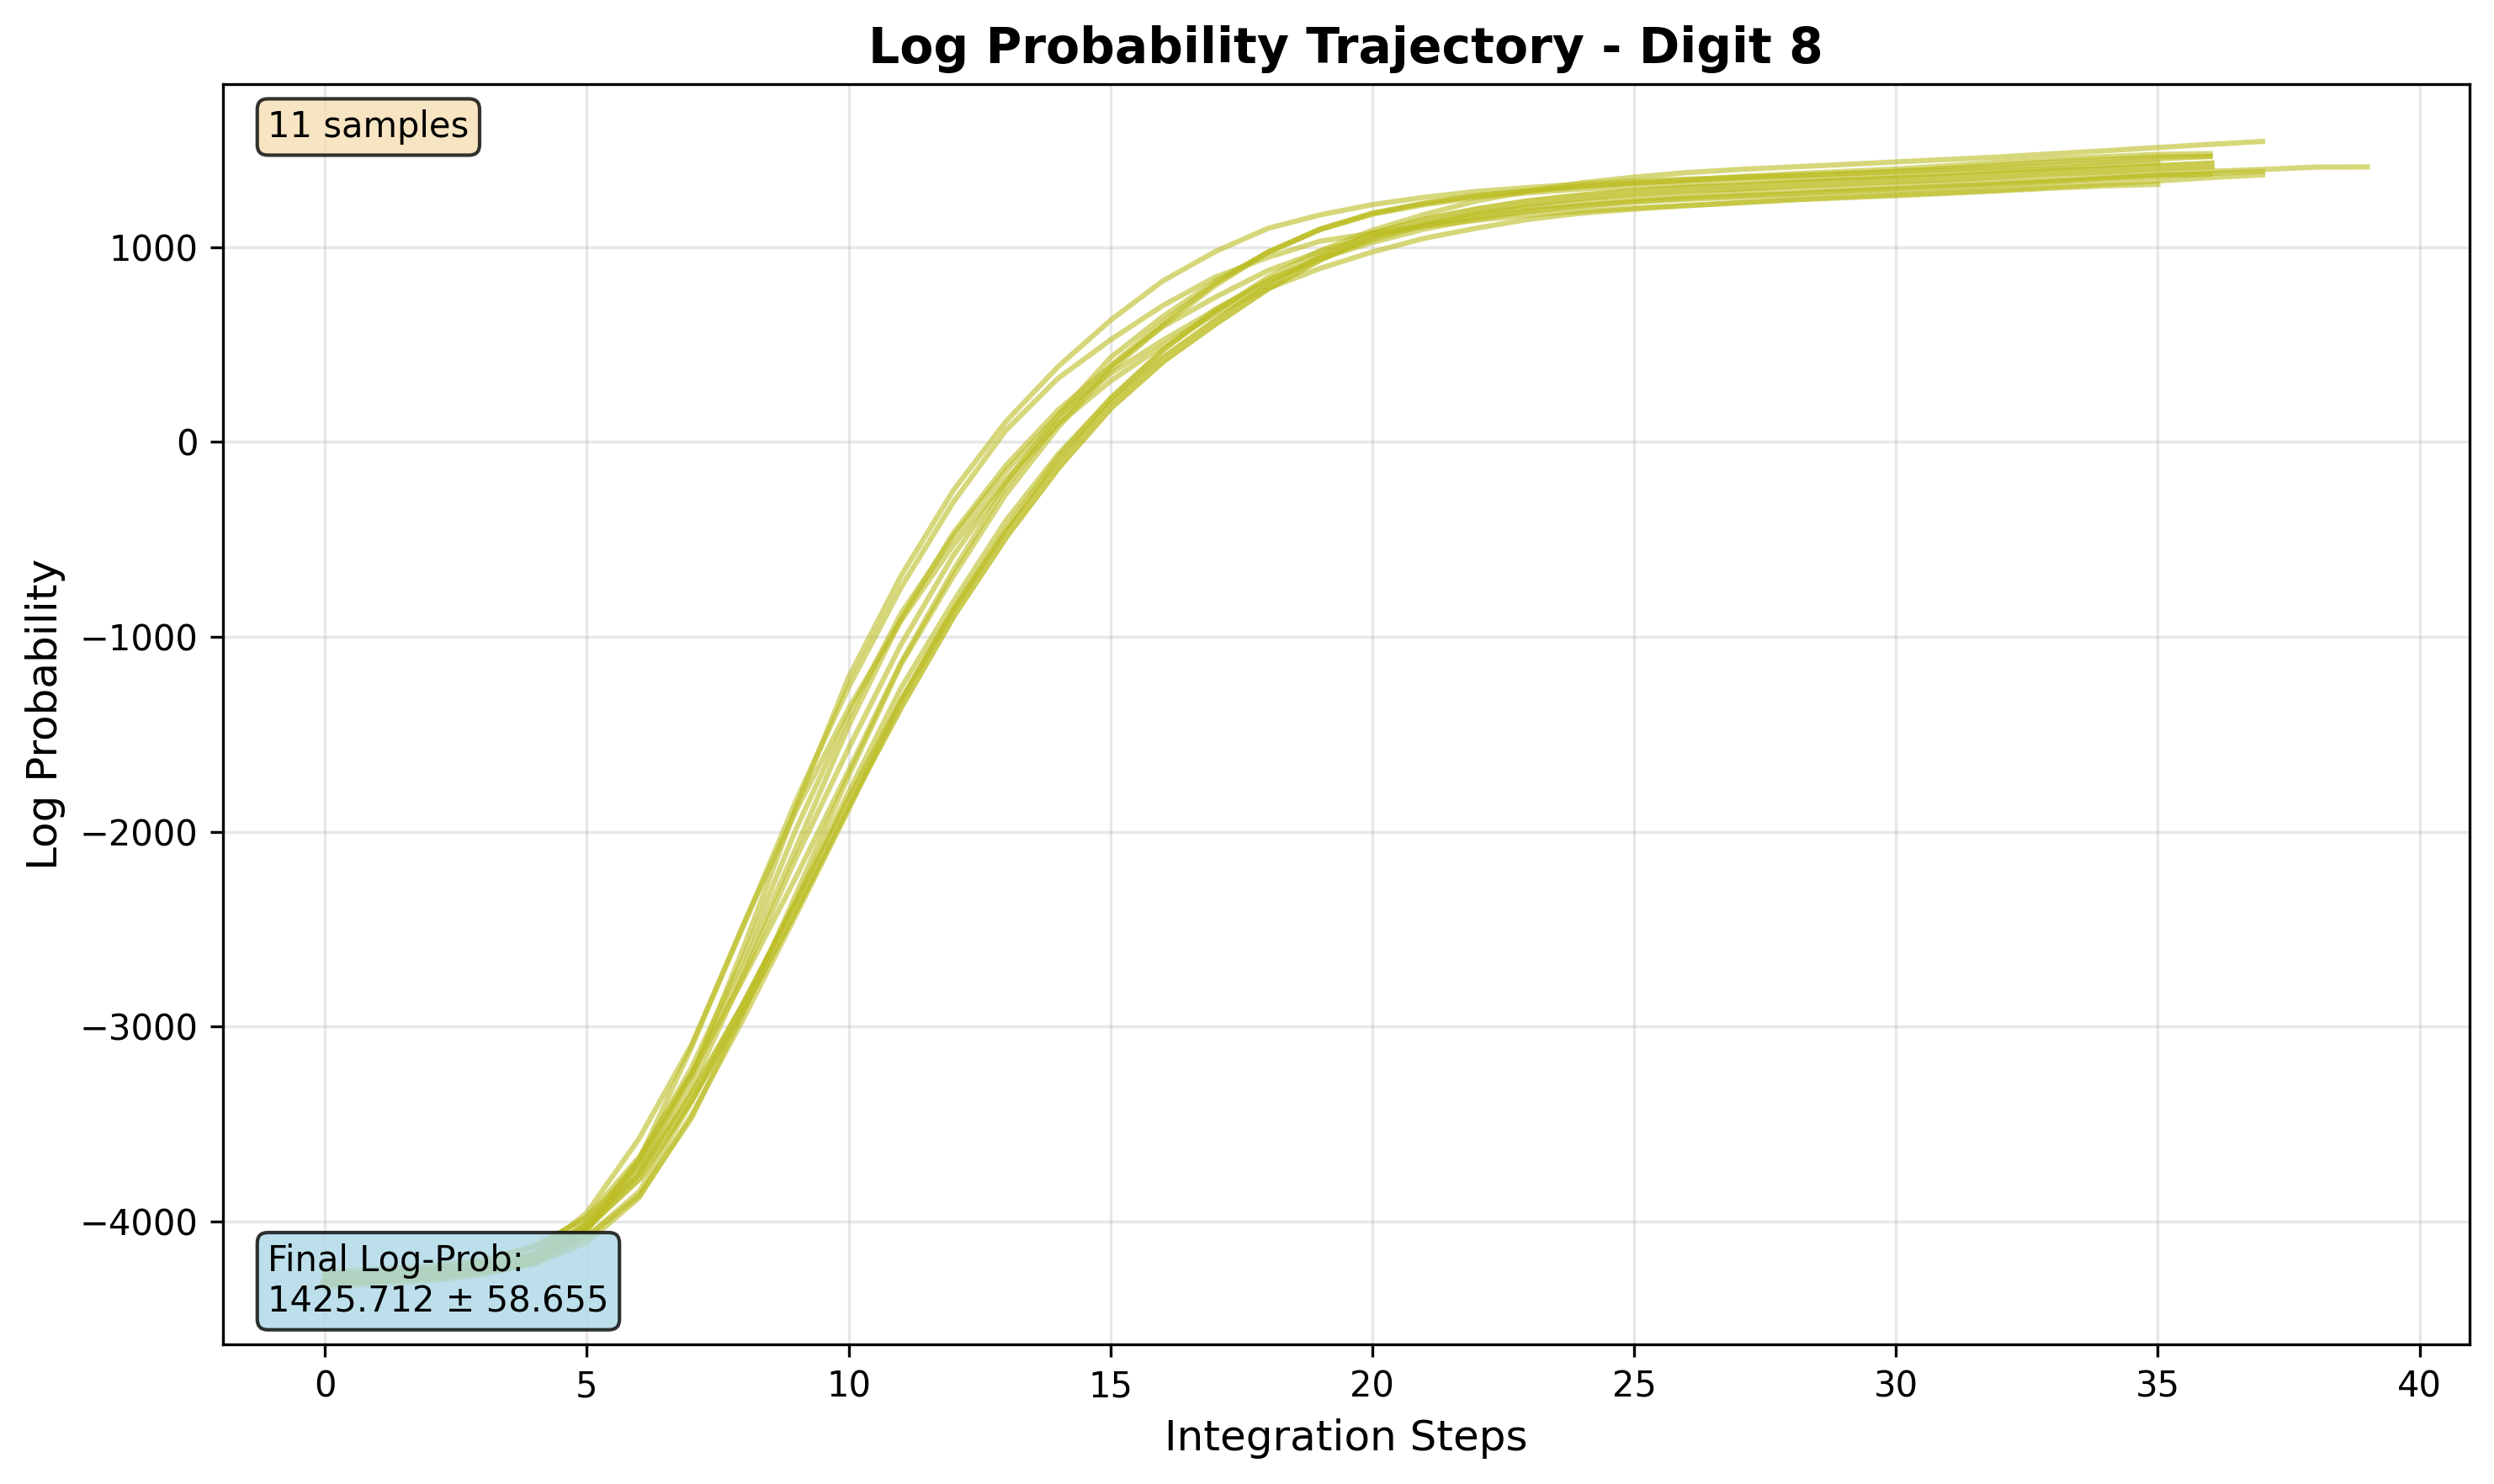 Log Probability Trajectory - Digit 8
11 samples
Log Probability
1000
0
−1000
−2000
−3000
−4000
Final Log-Prob:
1425.712 ± 58.655
0 5 10 15 20 25 30 35 40
Integration Steps